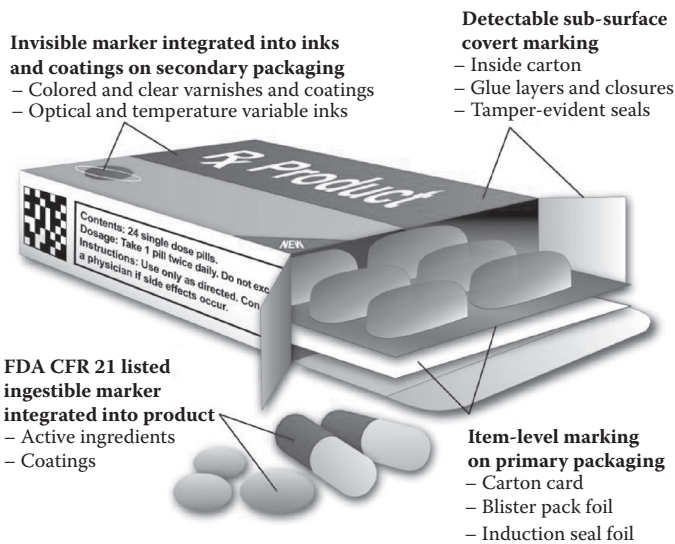 Invisible marker integrated into inks
and coatings on secondary packaging
– Colored and clear varnishes and coatings
– Optical and temperature variable inks
Detectable sub-surface
covert marking
– Inside carton
– Glue layers and closures
– Tamper-evident seals
Rx Product
NEW
Contents: 24 single dose pills.
Dosage: Take 1 pill twice daily. Do not exc
Instructions: Use only as directed. Con
a physician if side effects occur.
FDA CFR 21 listed
ingestible marker
integrated into product
– Active ingredients
– Coatings
Item-level marking
on primary packaging
– Carton card
– Blister pack foil
– Induction seal foil